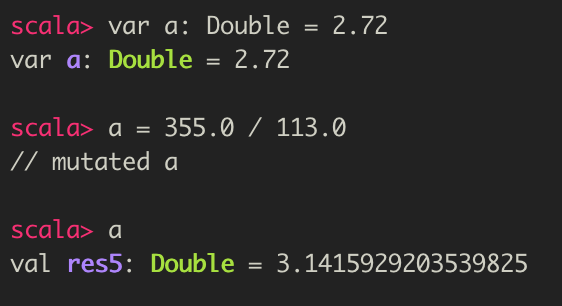 scala> var a: Double = 2.72
var a: Double = 2.72
scala> a = 355.0 / 113.0
// mutated a
scala> a
val res5: Double = 3.1415929203539825